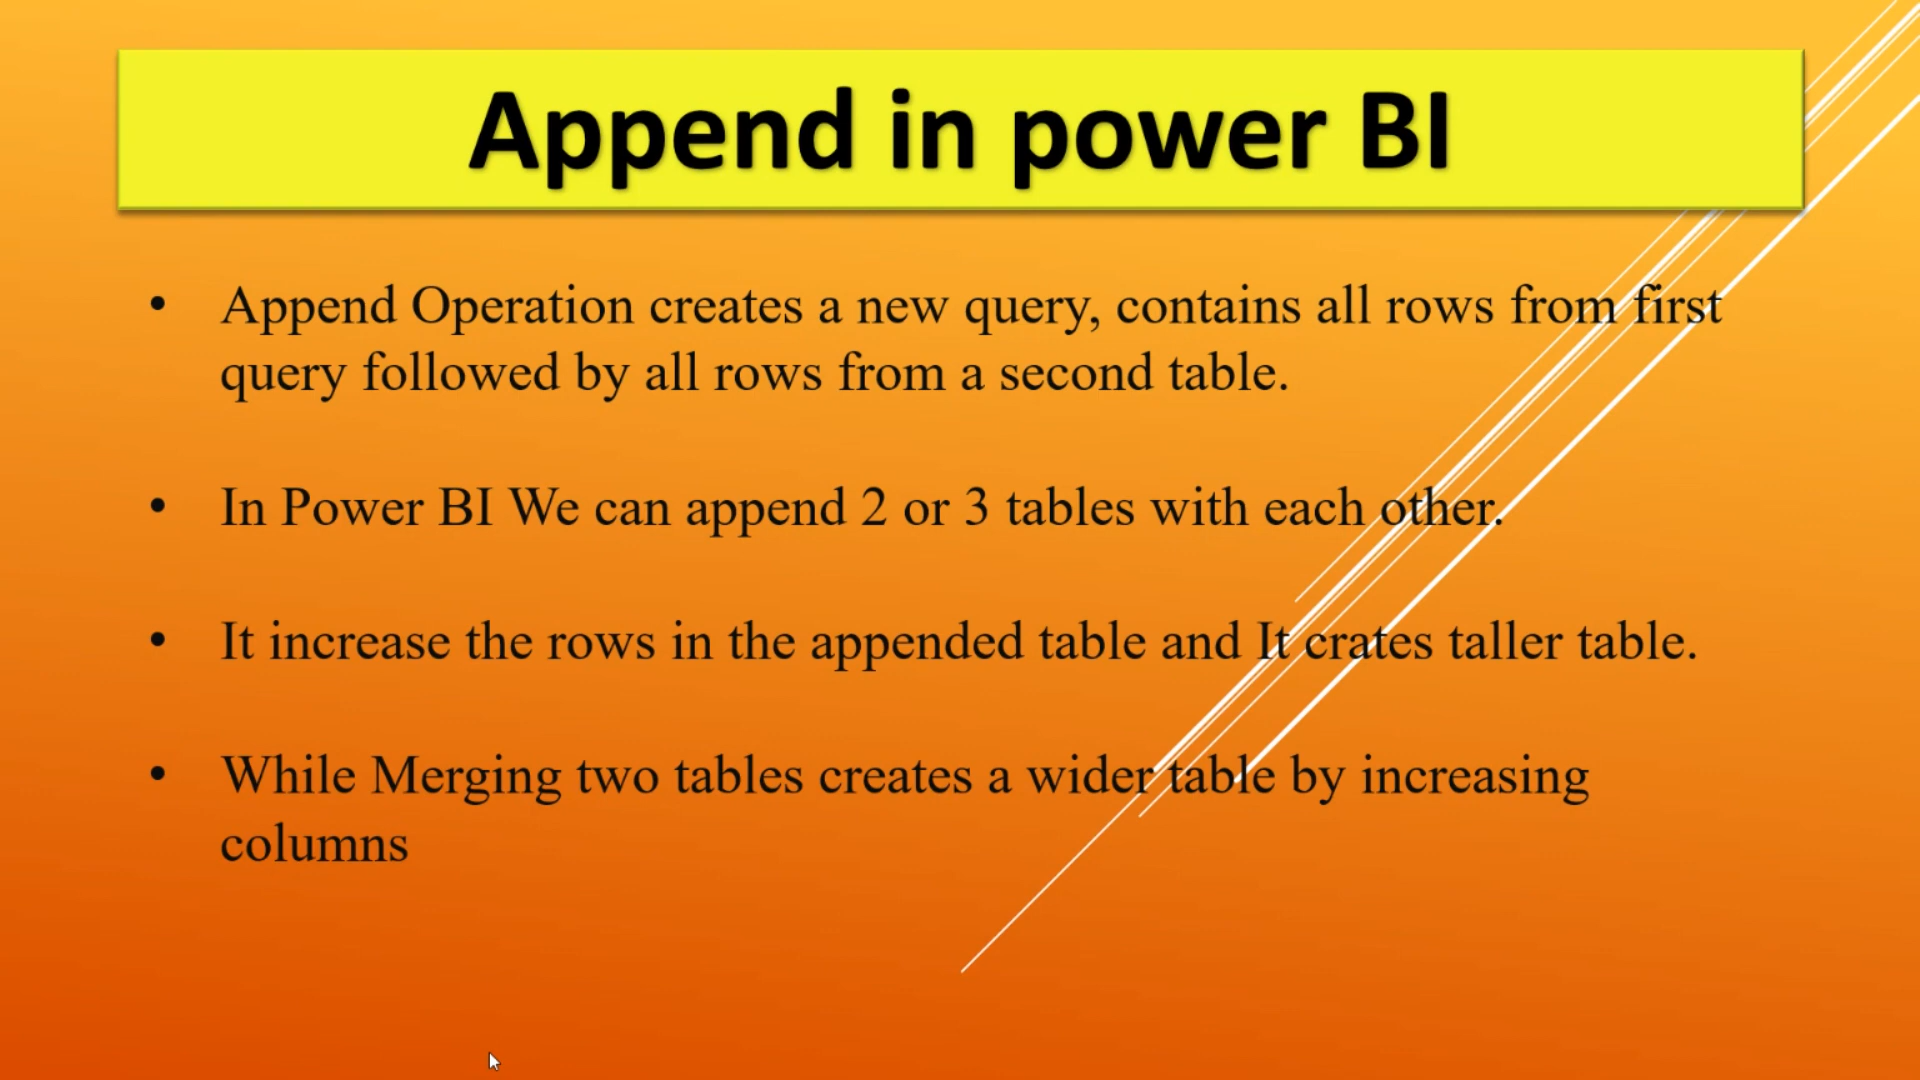 Append in power BI
• Append Operation creates a new query, contains all rows from first
query followed by all rows from a second table.
• In Power BI We can append 2 or 3 tables with each other.
• It increase the rows in the appended table and It crates taller table.
• While Merging two tables creates a wider table by increasing
columns